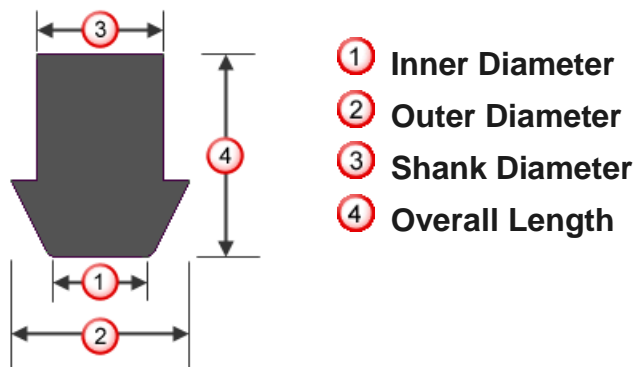 3
4
1
2
1 Inner Diameter
2 Outer Diameter
3 Shank Diameter
4 Overall Length